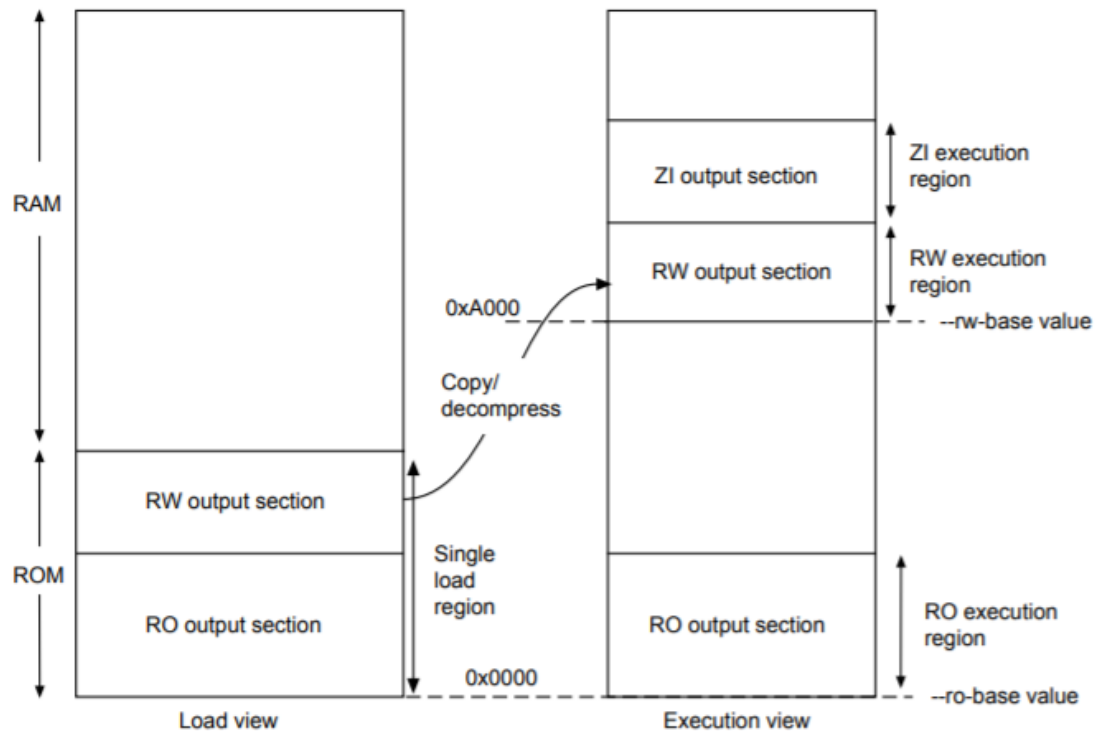 ZI output section
ZI execution
region
RAM
RW output section
RW execution
region
0xA000
--rw-base value
Copy/
decompress
RW output section
Single
load
region
ROM
RO output section
RO output section
RO execution
region
0x0000
--ro-base value
Load view
Execution view